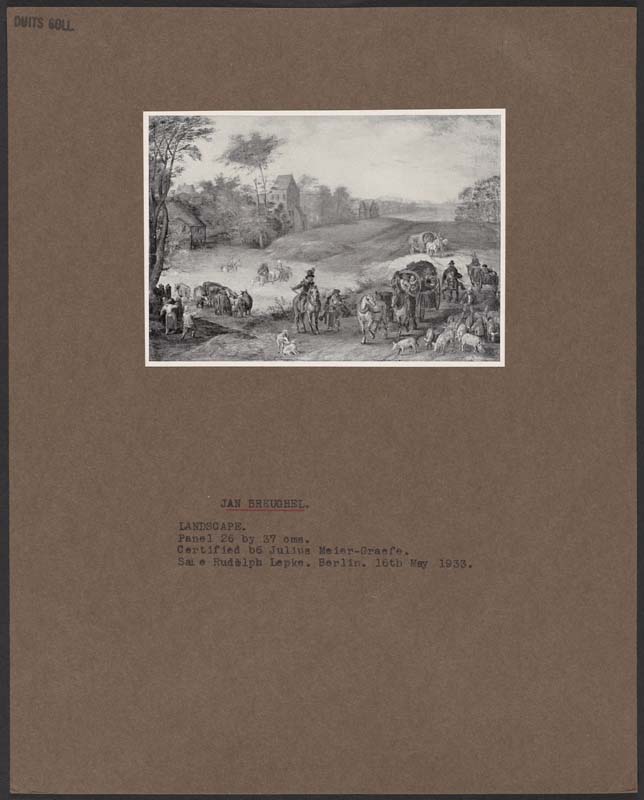 DUITS COLL.
JAN BREUGHEL.
LANDSCAPE.
Panel 26 by 37 cms.
Certified b6 Julius Meier-Graefe.
Sale Rudolph Lepke. Berlin. 16th May 1933.